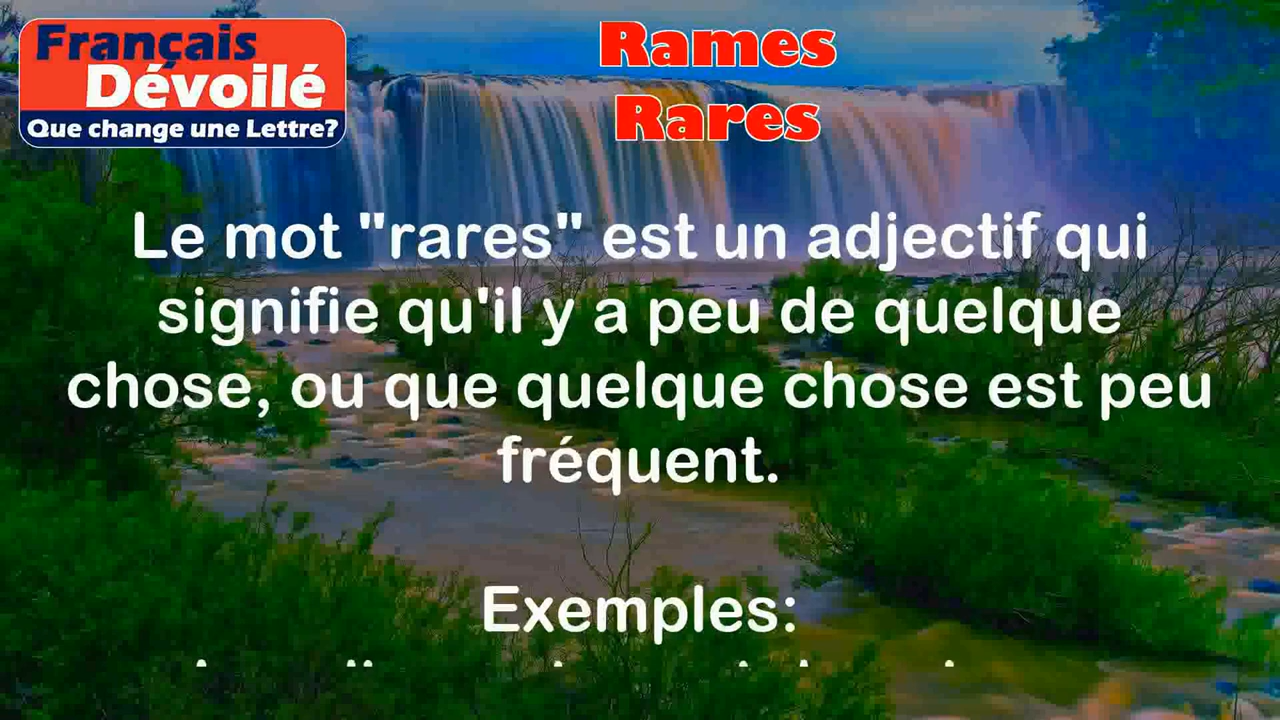 Français
Dévoilé
Que change une Lettre?
Rames
Rares
Le mot "rares" est un adjectif qui
signifie qu'il y a peu de quelque
chose, ou que quelque chose est peu
fréquent.
Exemples: